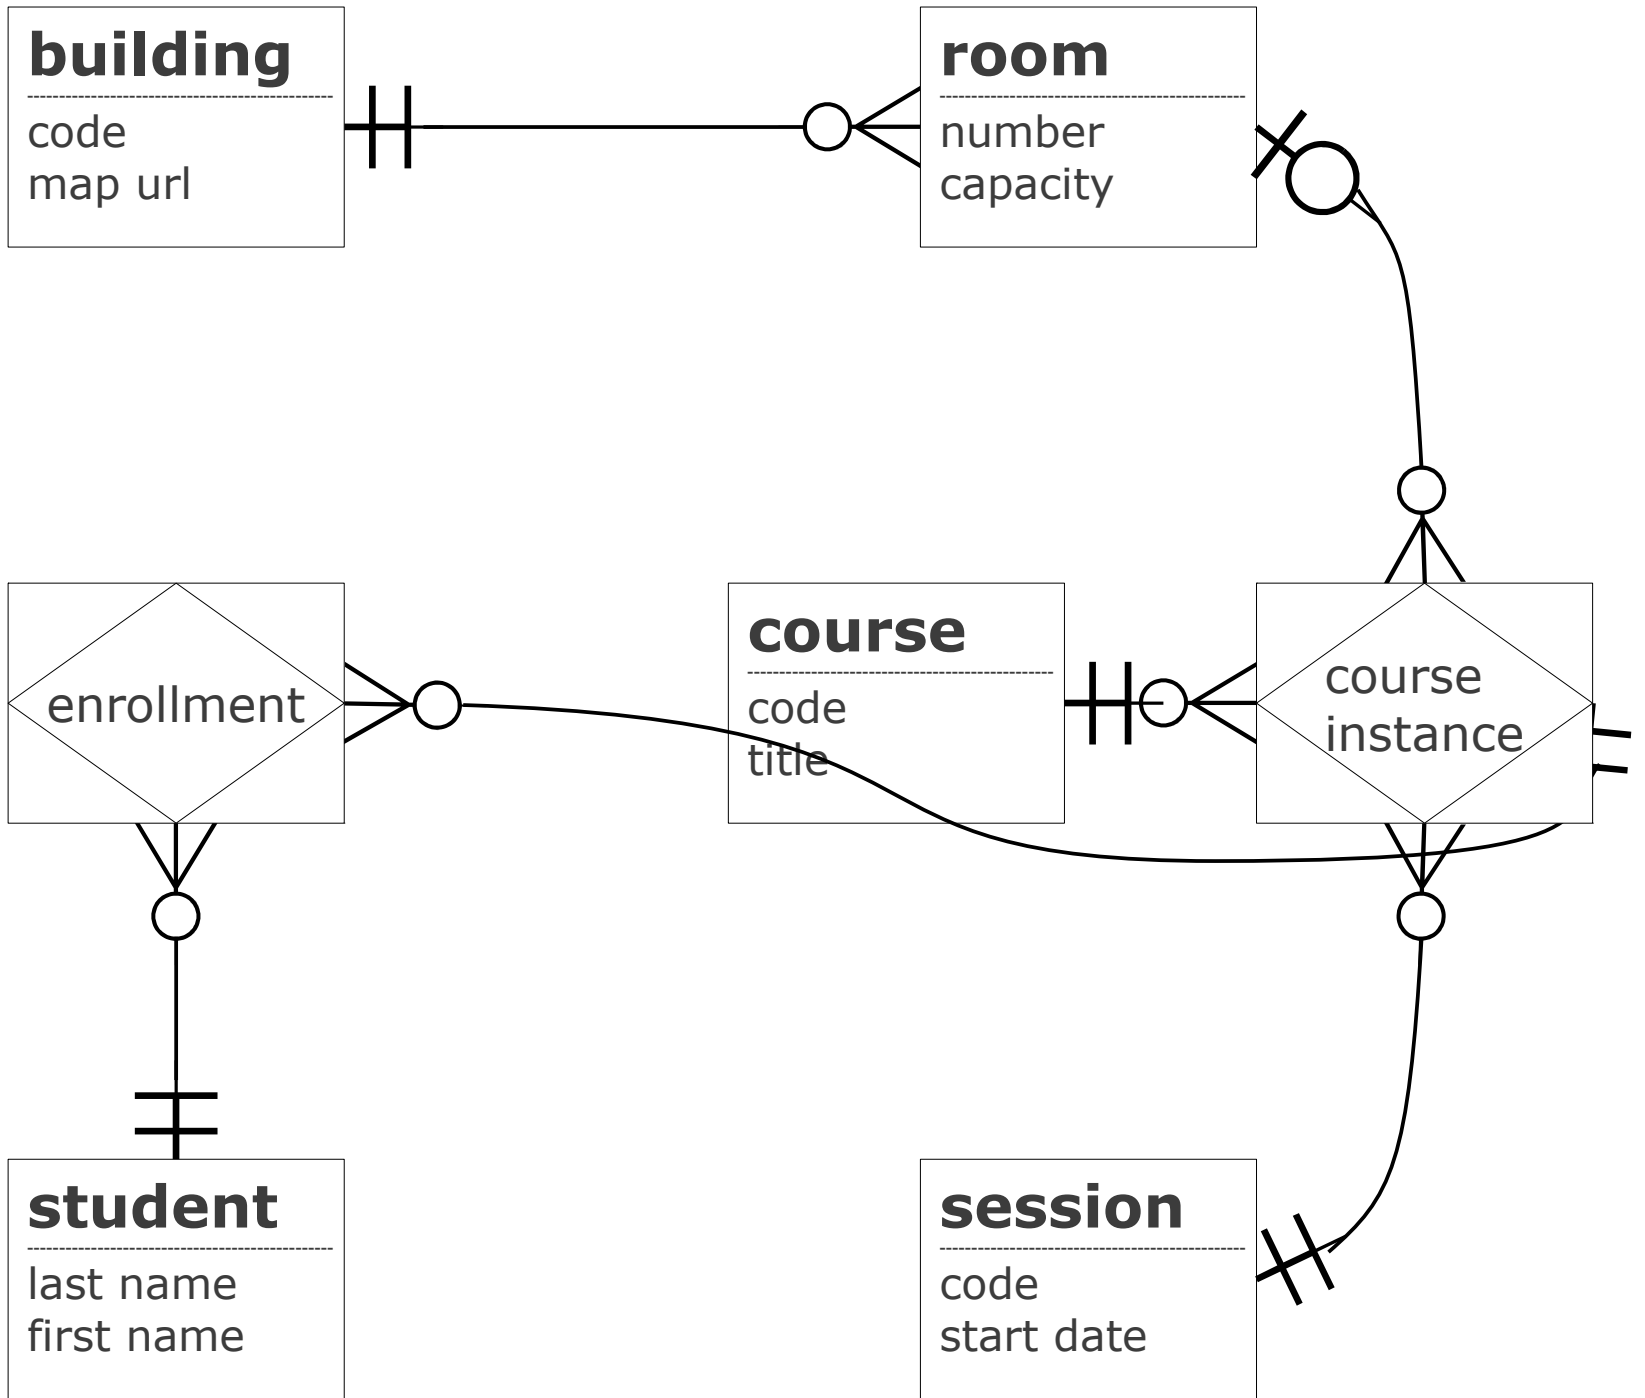 building
code
map url
room
number
capacity
enrollment
course
code
title
course
instance
student
last name
first name
session
code
start date